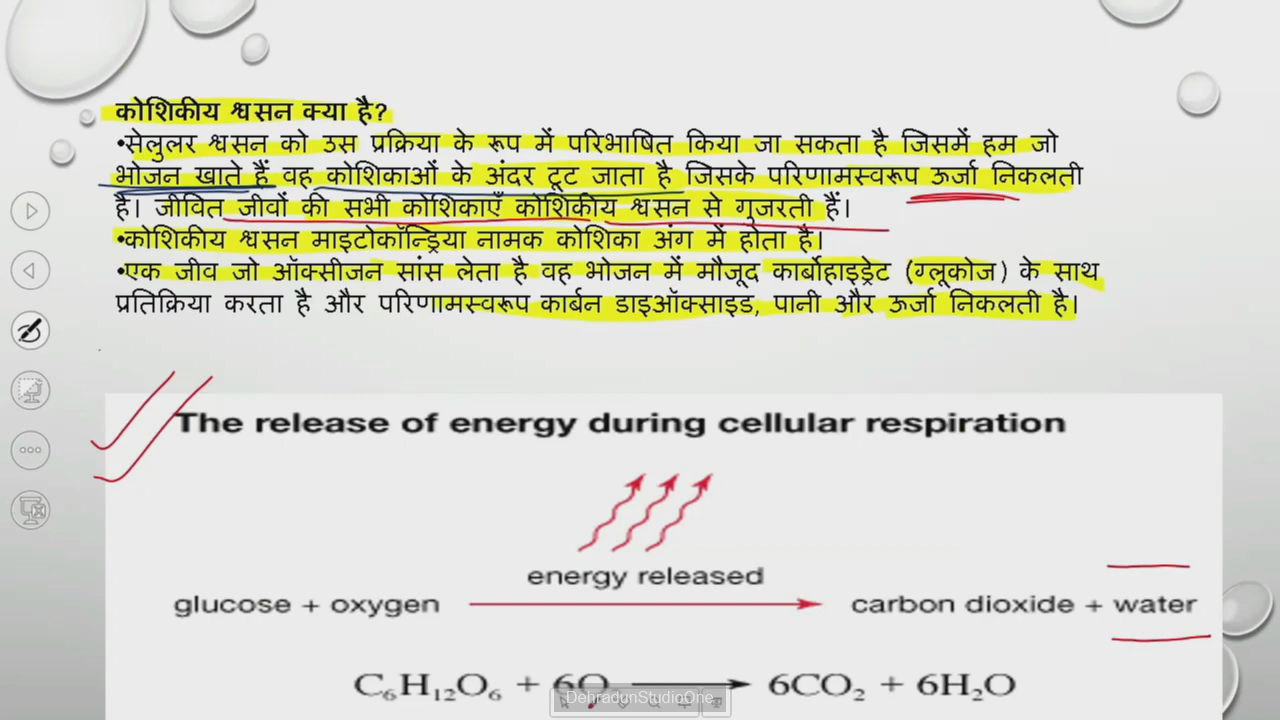 कोशिकीय श्वसन क्या है?
•सेलुलर श्वसन को उस प्रक्रिया के रूप में परिभाषित किया जा सकता है जिसमें हम जो
भोजन खाते हैं वह कोशिकाओं के अंदर टूट जाता है जिसके परिणामस्वरूप ऊर्जा निकलती
है। जीवित जीवों की सभी कोशिकाएँ कोशिकीय श्वसन से गुजरती हैं।
•कोशिकीय श्वसन माइटोकॉन्ड्रिया नामक कोशिका अंग में होता है।
•एक जीव जो ऑक्सीजन सांस लेता है वह भोजन में मौजूद कार्बोहाइड्रेट (ग्लूकोज) के साथ
प्रतिक्रिया करता है और परिणामस्वरूप कार्बन डाइऑक्साइड, पानी और ऊर्जा निकलती है।
The release of energy during cellular respiration
energy released
glucose + oxygen → carbon dioxide + water
C₆H₁₂O₆ + 6O → 6CO₂ + 6H₂O
DehradunStudioOne